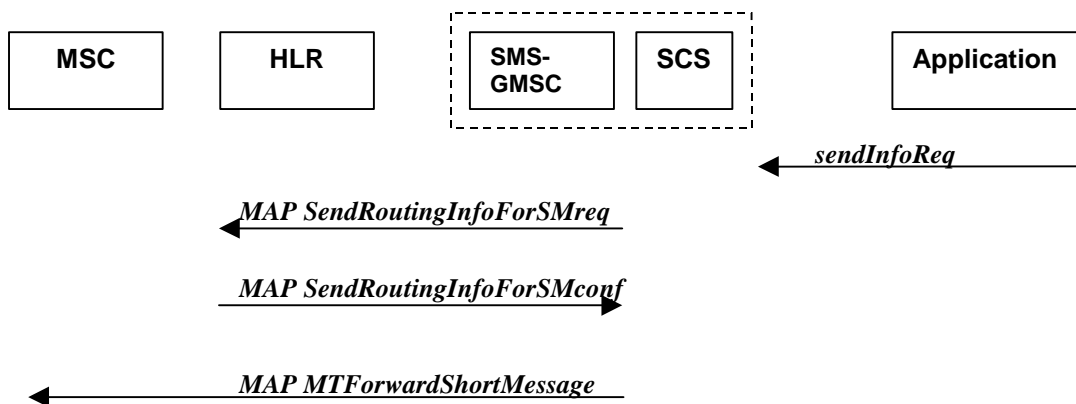 MSC
HLR
SMS-
GMSC
SCS
Application
sendInfoReq
MAP SendRoutingInfoForSMreq
MAP SendRoutingInfoForSMconf
MAP MTForwardShortMessage